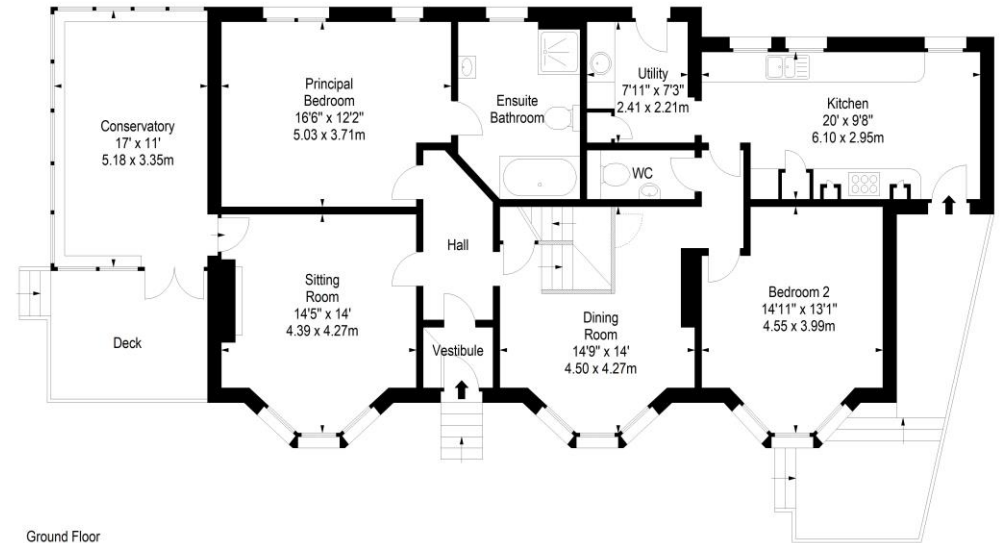 Conservatory
17' x 11'
5.18 x 3.35m
Principal
Bedroom
16'6" x 12'2"
5.03 x 3.71m
Ensuite
Bathroom
Utility
7'11" x 7'3"
2.41 x 2.21m
Kitchen
20' x 9'8"
6.10 x 2.95m
WC
Hall
Sitting
Room
14'5" x 14'
4.39 x 4.27m
Deck
Vestibule
Dining
Room
14'9" x 14'
4.50 x 4.27m
Bedroom 2
14'11" x 13'1"
4.55 x 3.99m
Ground Floor